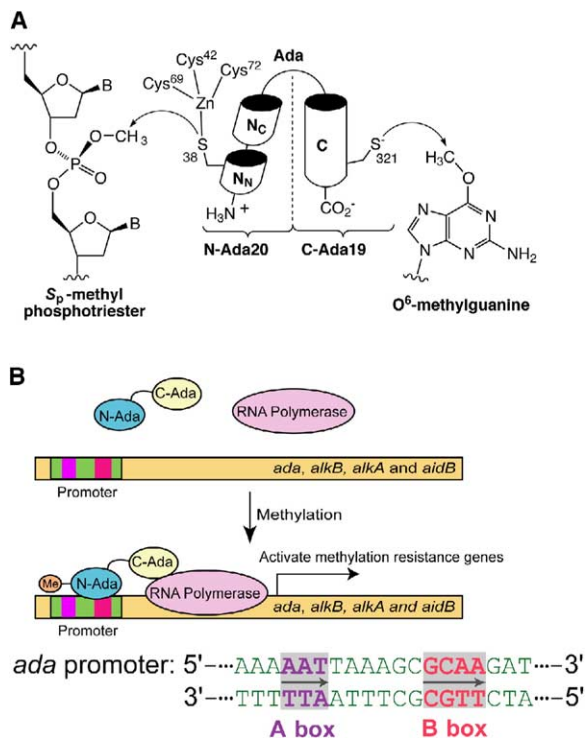 A
Cys42
Cys69
Cys72
Ada
B
Zn
O
O
O
CH3
S
38
NC
NN
C
S-
321
H3C
O
P
O
O
H3N+
CO2-
O
B
N
N
N
N
NH2
N-Ada20
C-Ada19
Sp-methyl
phosphotriester
O6-methylguanine
B
C-Ada
N-Ada
RNA Polymerase
ada, alkB, alkA and aidB
Promoter
Methylation
C-Ada
Activate methylation resistance genes
Me
N-Ada
RNA Polymerase
ada, alkB, alkA and aidB
Promoter
ada promoter: 5'-···AAAAATTAAAGCGCAAGAT···-3'
3'-···TTTTTAATTTCGCGTTCTA···-5'
A box
B box